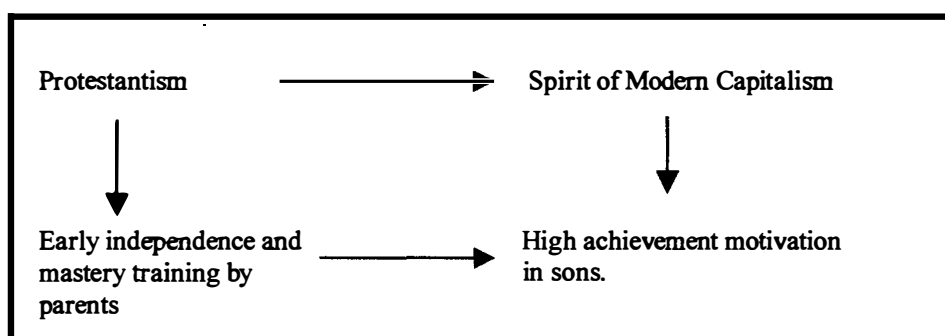 Protestantism
Spirit of Modern Capitalism
Early independence and
mastery training by
parents
High achievement motivation
in sons.